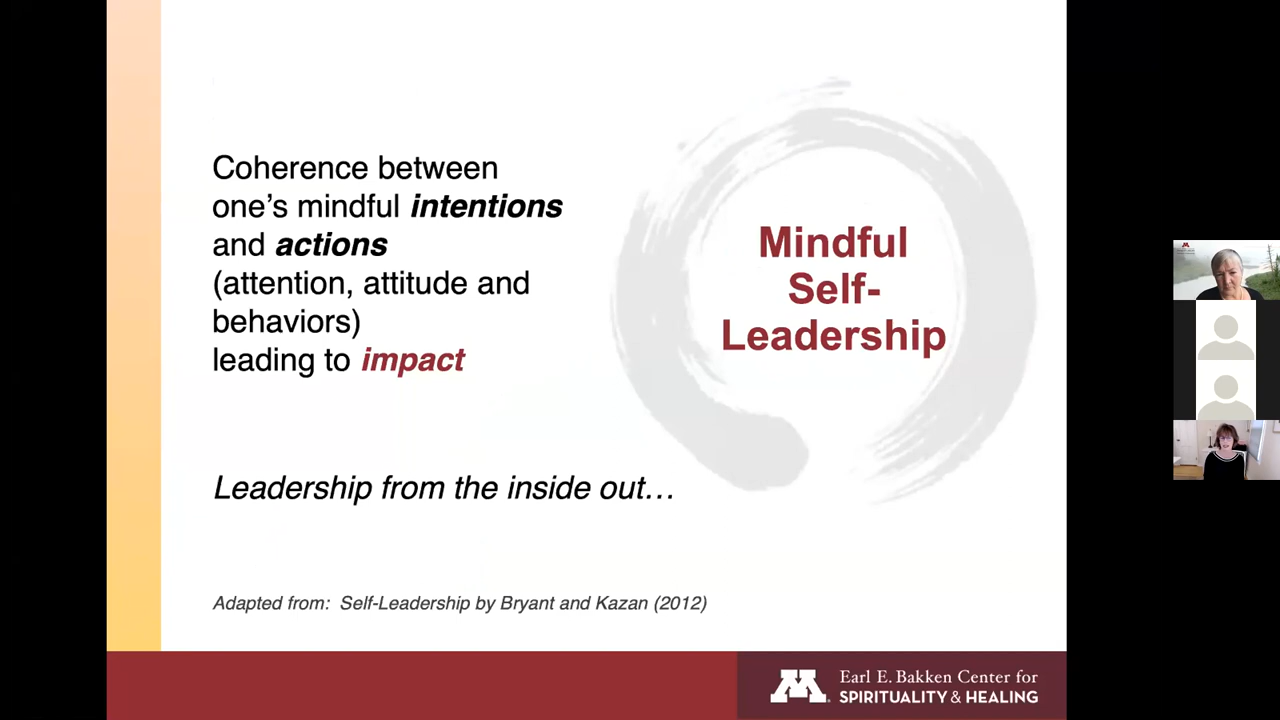 Coherence between
one’s mindful intentions
and actions
(attention, attitude and
behaviors)
leading to impact
Mindful
Self-
Leadership
Leadership from the inside out…
Adapted from:  Self-Leadership by Bryant and Kazan (2012)
M
Earl E. Bakken Center for
SPIRITUALITY & HEALING